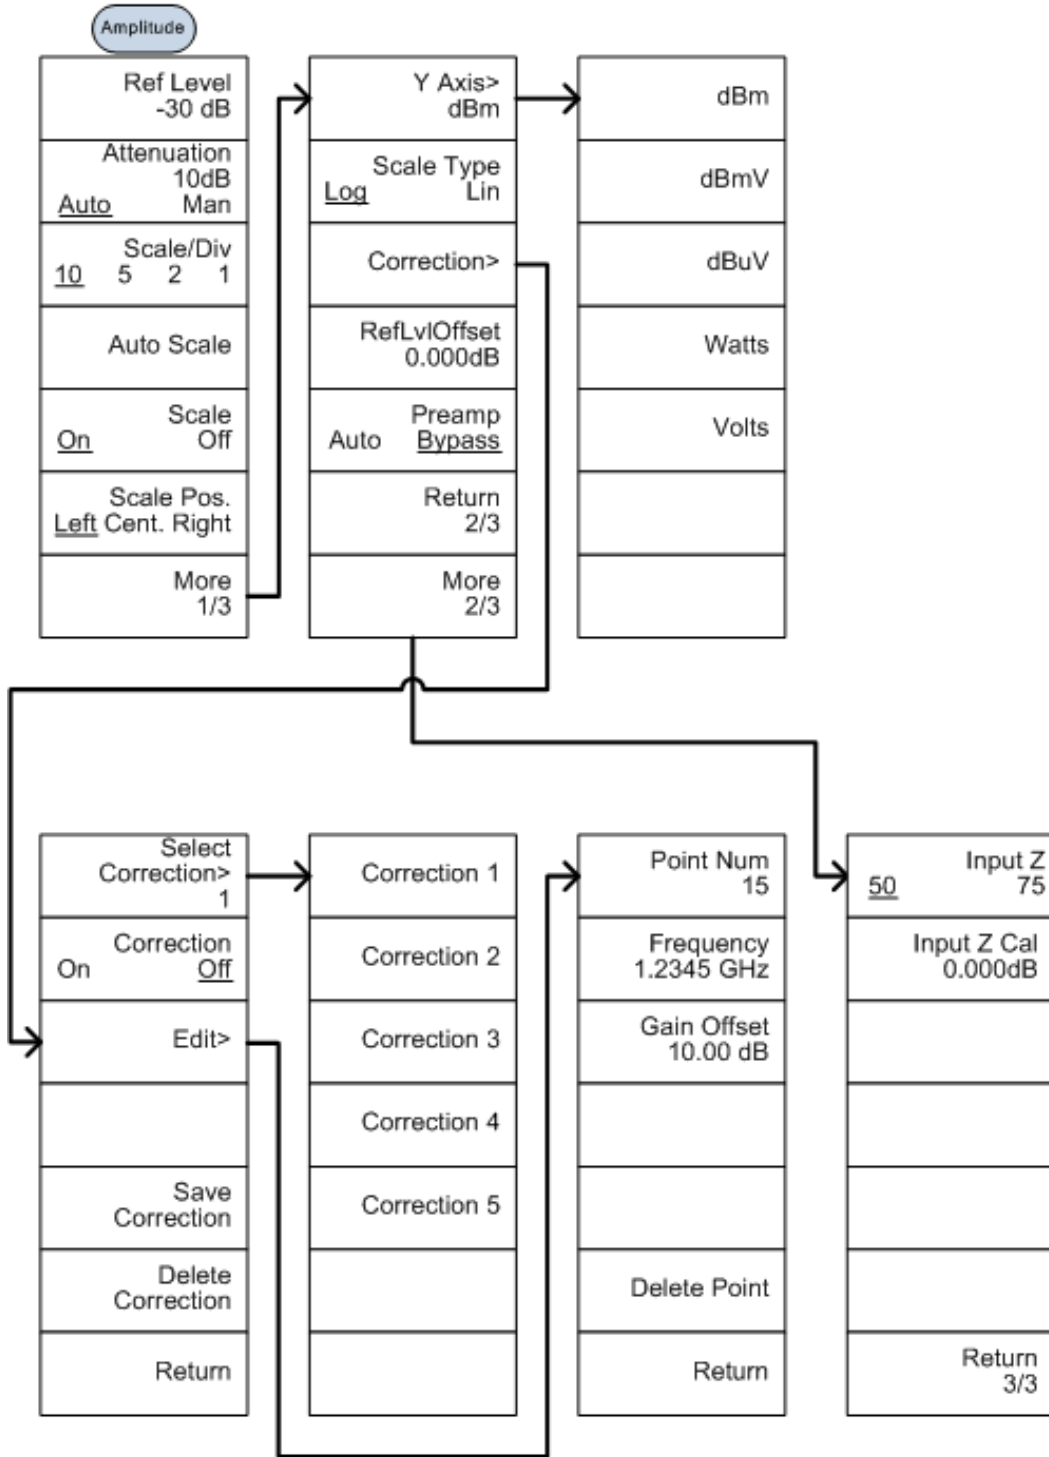 Amplitude
Ref Level
-30 dB
Attenuation
10dB
Auto Man
Scale/Div
10 5 2 1
Auto Scale
Scale
On Off
Scale Pos.
Left Cent. Right
More
1/3
Y Axis>
dBm
Scale Type
Log Lin
Correction>
RefLvlOffset
0.000dB
Preamp
Auto Bypass
Return
2/3
More
2/3
dBm
dBmV
dBuV
Watts
Volts
Select
Correction>
1
Correction
On Off
Edit>
Save
Correction
Delete
Correction
Return
Correction 1
Correction 2
Correction 3
Correction 4
Correction 5
Point Num
15
Frequency
1.2345 GHz
Gain Offset
10.00 dB
Delete Point
Return
Input Z
50 75
Input Z Cal
0.000dB
Return
3/3